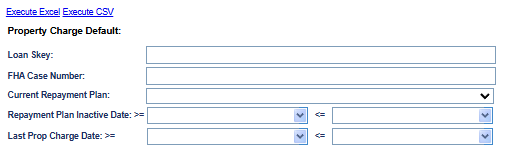 Execute Excel Execute CSV
Property Charge Default:
Loan Skey:
FHA Case Number:
Current Repayment Plan:
Repayment Plan Inactive Date: >= <=
Last Prop Charge Date: >= <=